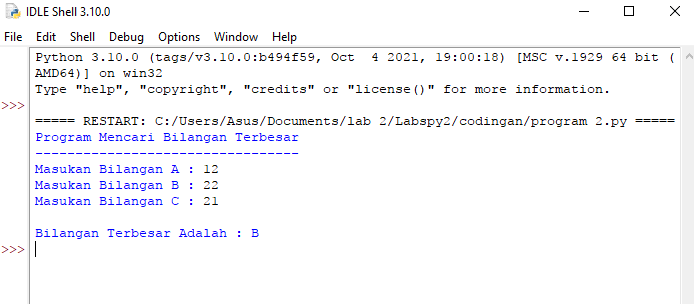 IDLE Shell 3.10.0
File Edit Shell Debug Options Window Help
Python 3.10.0 (tags/v3.10.0:b494f59, Oct  4 2021, 19:00:18) [MSC v.1929 64 bit (
AMD64)] on win32
Type "help", "copyright", "credits" or "license()" for more information.
>>>
===== RESTART: C:/Users/Asus/Documents/lab 2/Labspy2/codingan/program 2.py =====
Program Mencari Bilangan Terbesar
---------------------------------
Masukan Bilangan A : 12
Masukan Bilangan B : 22
Masukan Bilangan C : 21
Bilangan Terbesar Adalah : B
>>>